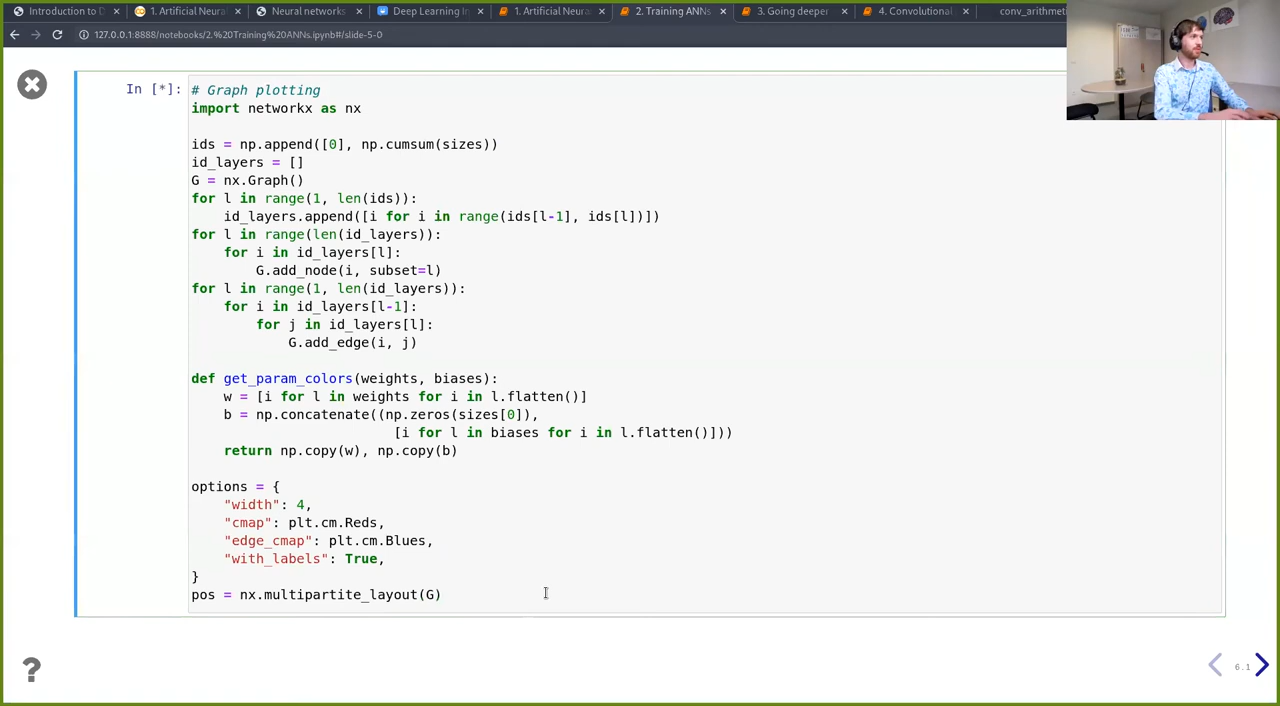 Introduction to D
1. Artificial Neura
Neural networks
Deep Learning In
1. Artificial Neura
2. Training ANNs
3. Going deeper
4. Convolutional
conv_arithmeti
127.0.0.1:8888/notebooks/2.%20Training%20ANNs.ipynb#/slide-5-0
In [*]:
# Graph plotting
import networkx as nx
ids = np.append([0], np.cumsum(sizes))
id_layers = []
G = nx.Graph()
for l in range(1, len(ids)):
    id_layers.append([i for i in range(ids[l-1], ids[l])])
for l in range(len(id_layers)):
    for i in id_layers[l]:
        G.add_node(i, subset=l)
for l in range(1, len(id_layers)):
    for i in id_layers[l-1]:
        for j in id_layers[l]:
            G.add_edge(i, j)
def get_param_colors(weights, biases):
    w = [i for l in weights for i in l.flatten()]
    b = np.concatenate((np.zeros(sizes[0]),
                         [i for l in biases for i in l.flatten()]))
    return np.copy(w), np.copy(b)
options = {
    "width": 4,
    "cmap": plt.cm.Reds,
    "edge_cmap": plt.cm.Blues,
    "with_labels": True,
}
pos = nx.multipartite_layout(G)
?
6.1